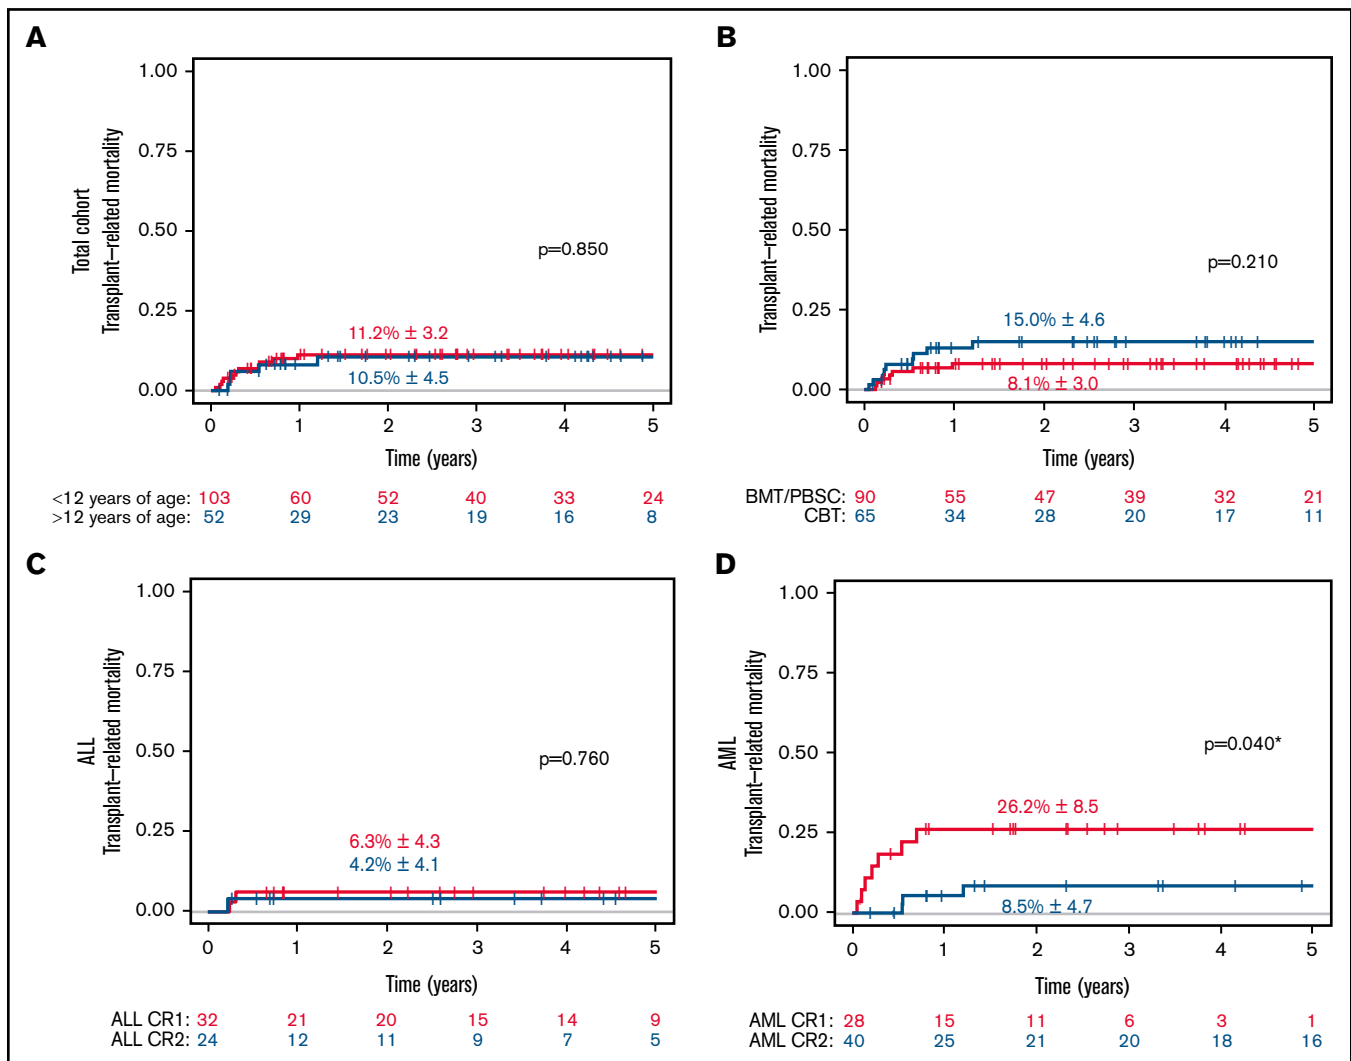 A
Total cohort
Transplant–related mortality
1.00
0.75
0.50
0.25
0.00
p=0.850
11.2% ± 3.2
10.5% ± 4.5
0 1 2 3 4 5
Time (years)
<12 years of age: 103 60 52 40 33 24
>12 years of age: 52 29 23 19 16 8
B
Transplant–related mortality
1.00
0.75
0.50
0.25
0.00
p=0.210
15.0% ± 4.6
8.1% ± 3.0
0 1 2 3 4 5
Time (years)
BMT/PBSC: 90 55 47 39 32 21
CBT: 65 34 28 20 17 11
C
ALL
Transplant–related mortality
1.00
0.75
0.50
0.25
0.00
p=0.760
6.3% ± 4.3
4.2% ± 4.1
0 1 2 3 4 5
Time (years)
ALL CR1: 32 21 20 15 14 9
ALL CR2: 24 12 11 9 7 5
D
AML
Transplant–related mortality
1.00
0.75
0.50
0.25
0.00
p=0.040*
26.2% ± 8.5
8.5% ± 4.7
0 1 2 3 4 5
Time (years)
AML CR1: 28 15 11 6 3 1
AML CR2: 40 25 21 20 18 16